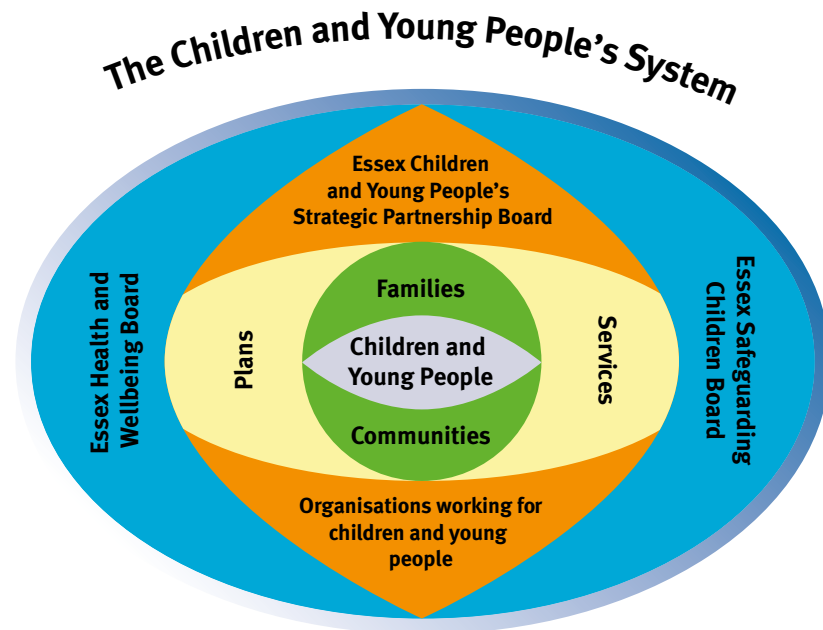 The Children and Young People’s System
Essex Children
and Young People’s
Strategic Partnership Board
Essex Health and
Wellbeing Board
Plans
Families
Children and
Young People
Communities
Services
Essex Safeguarding
Children Board
Organisations working for
children and young
people